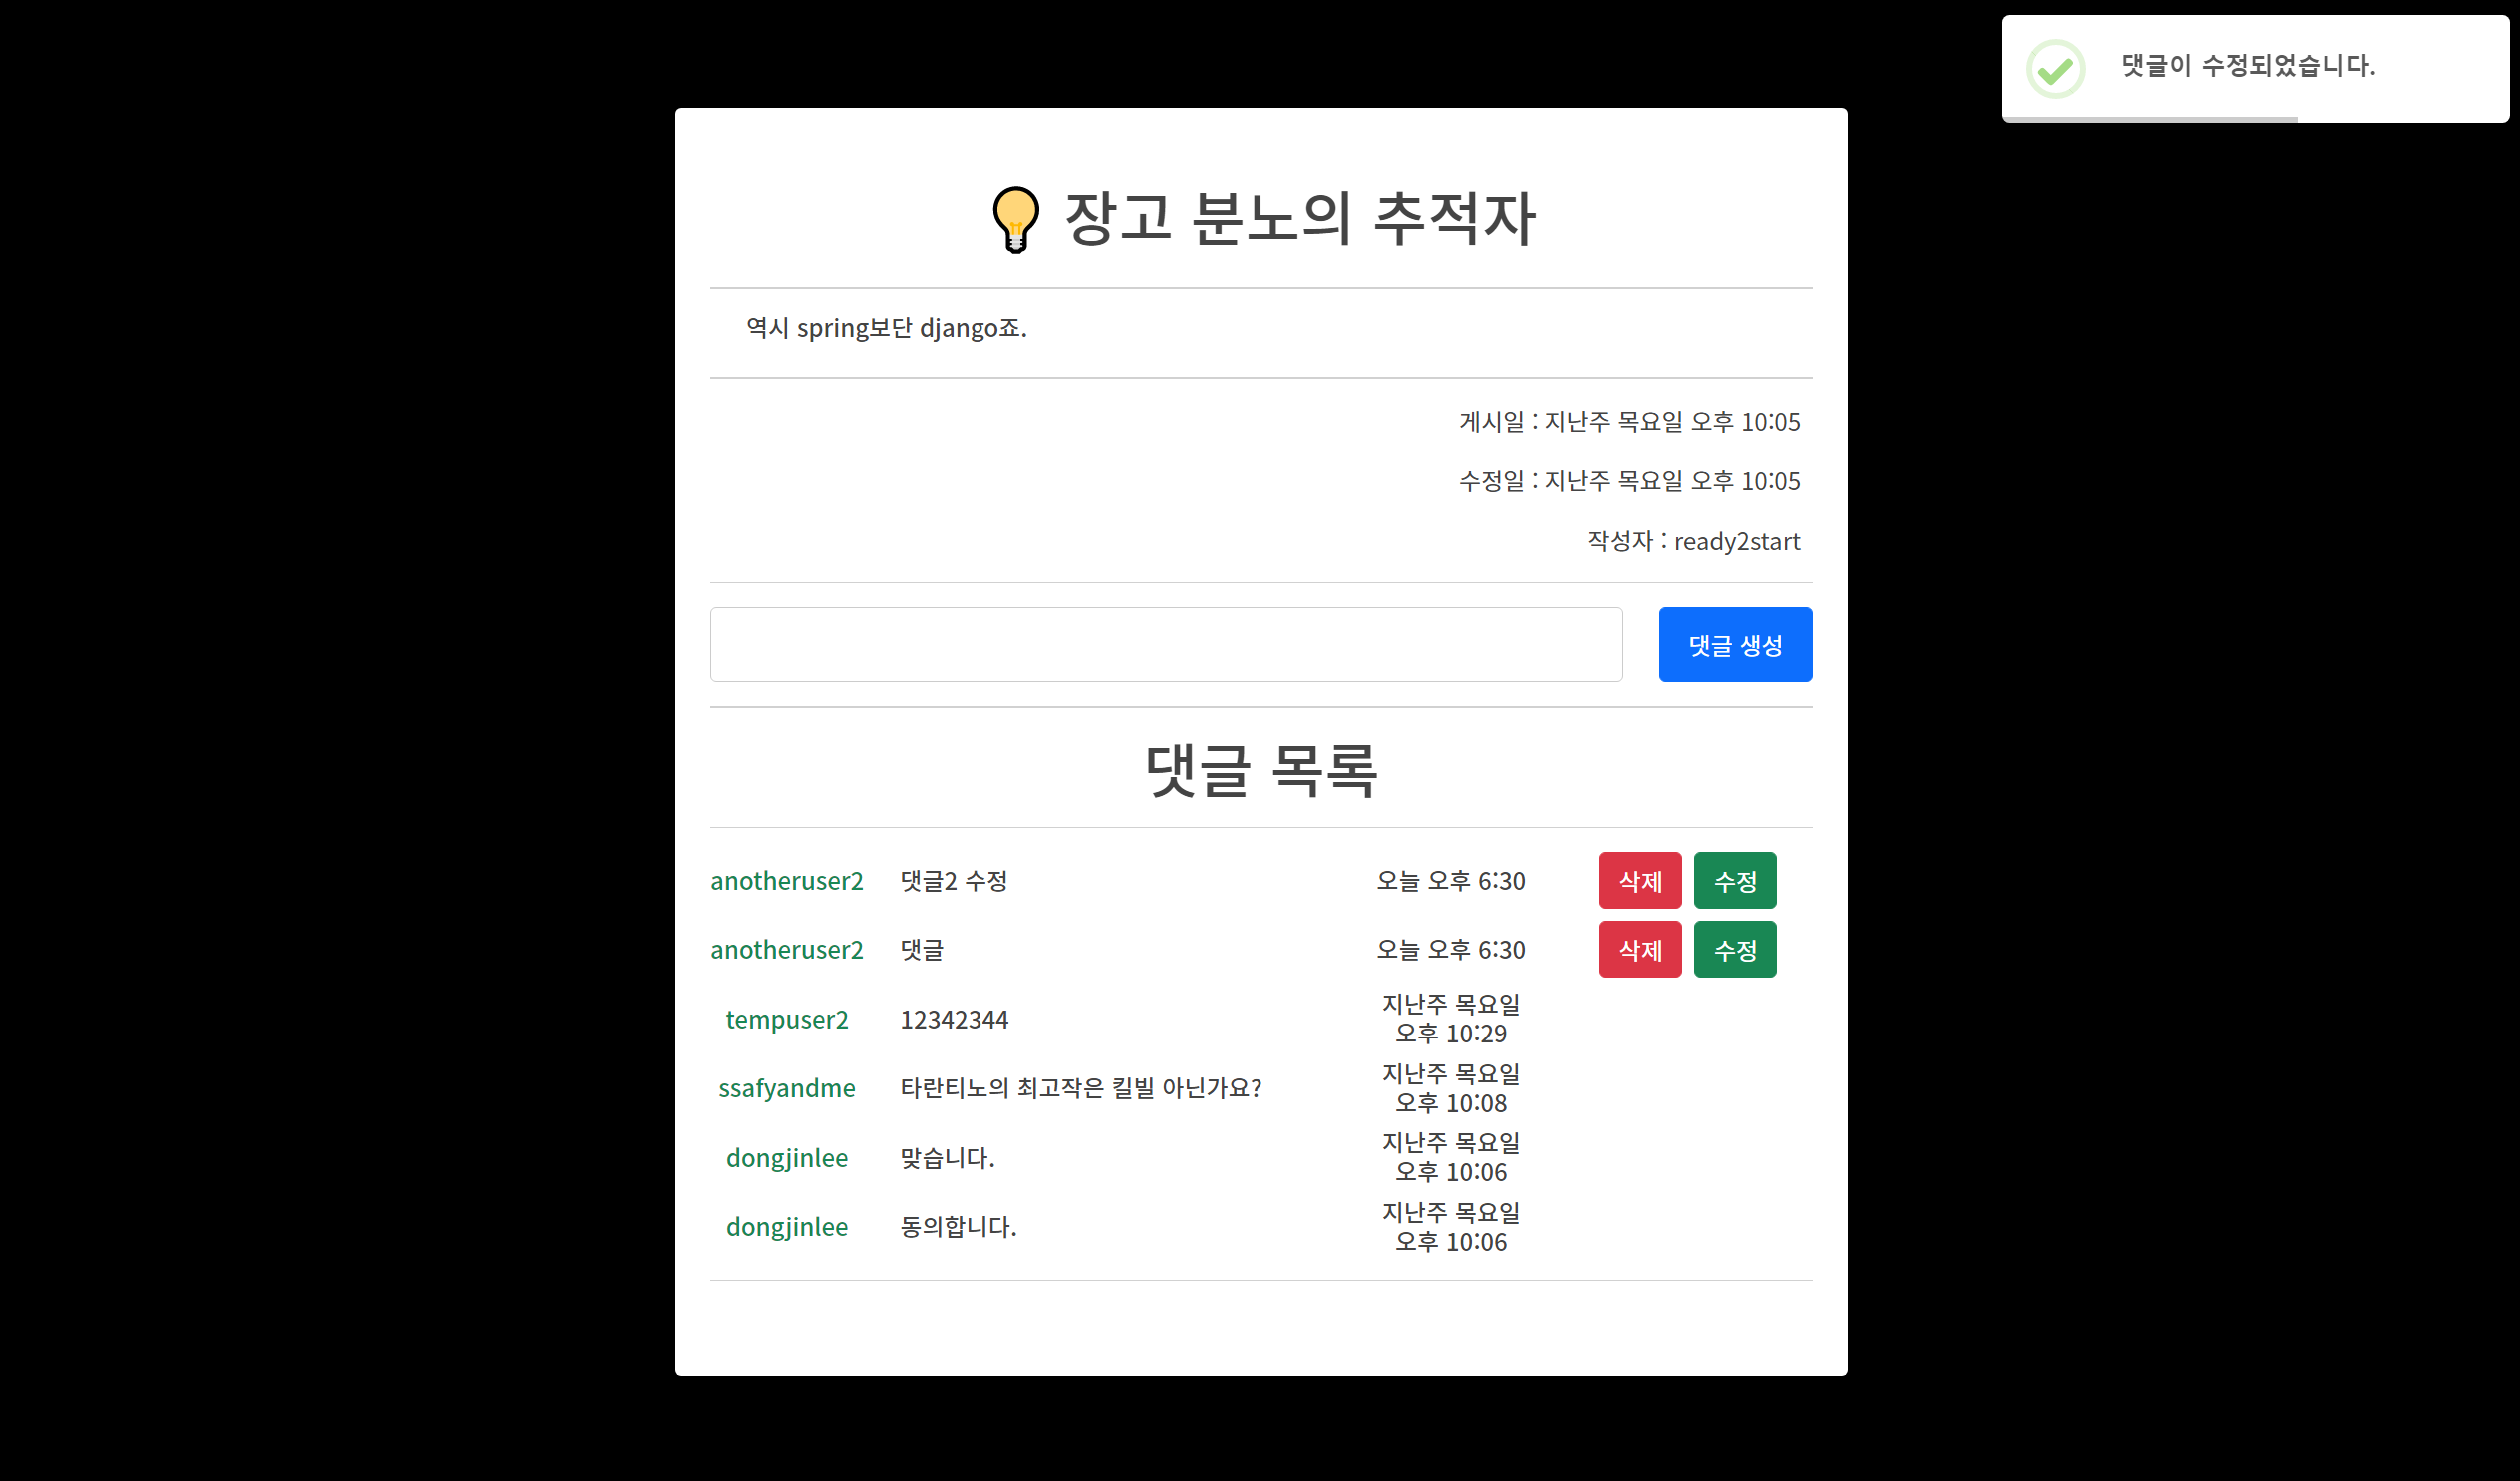 댓글이 수정되었습니다.
장고 분노의 추적자
역시 spring보단 django죠.
게시일 : 지난주 목요일 오후 10:05
수정일 : 지난주 목요일 오후 10:05
작성자 : ready2start
댓글 생성
댓글 목록
anotheruser2 댓글2 수정 오늘 오후 6:30 삭제 수정
anotheruser2 댓글 오늘 오후 6:30 삭제 수정
tempuser2 12342344 지난주 목요일
오후 10:29
ssafyandme 타란티노의 최고작은 킬빌 아닌가요? 지난주 목요일
오후 10:08
dongjinlee 맞습니다. 지난주 목요일
오후 10:06
dongjinlee 동의합니다. 지난주 목요일
오후 10:06